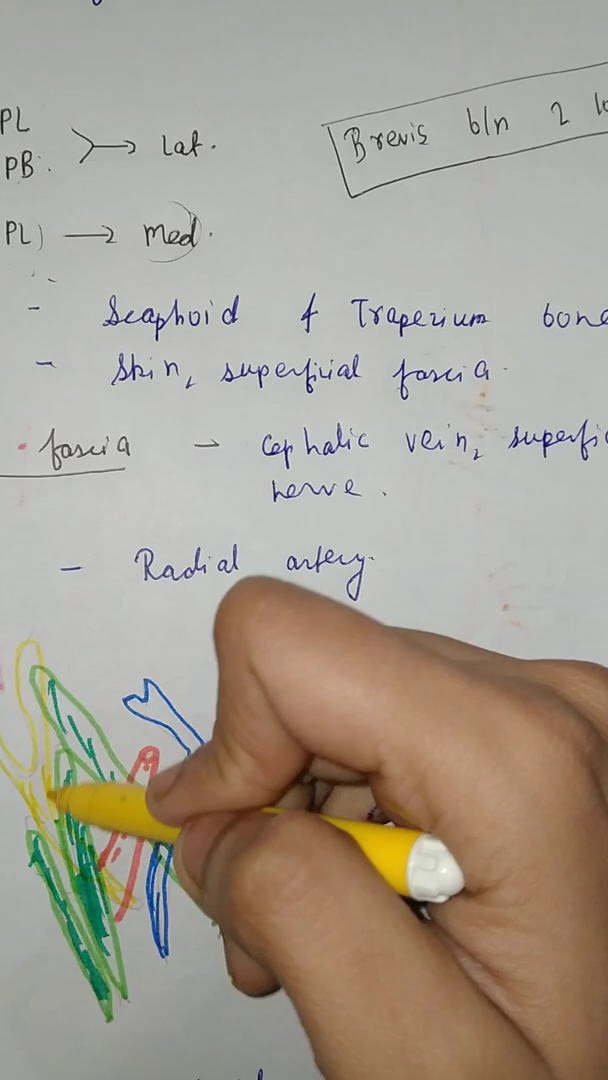 PL
PB. → Lat.
Brevis b/n 2 lo
PL) → Med.
- Scaphoid & Trapezium bone
- Skin, superficial fascia.
fascia - cephalic vein, superfi
nerve.
- Radial artery.